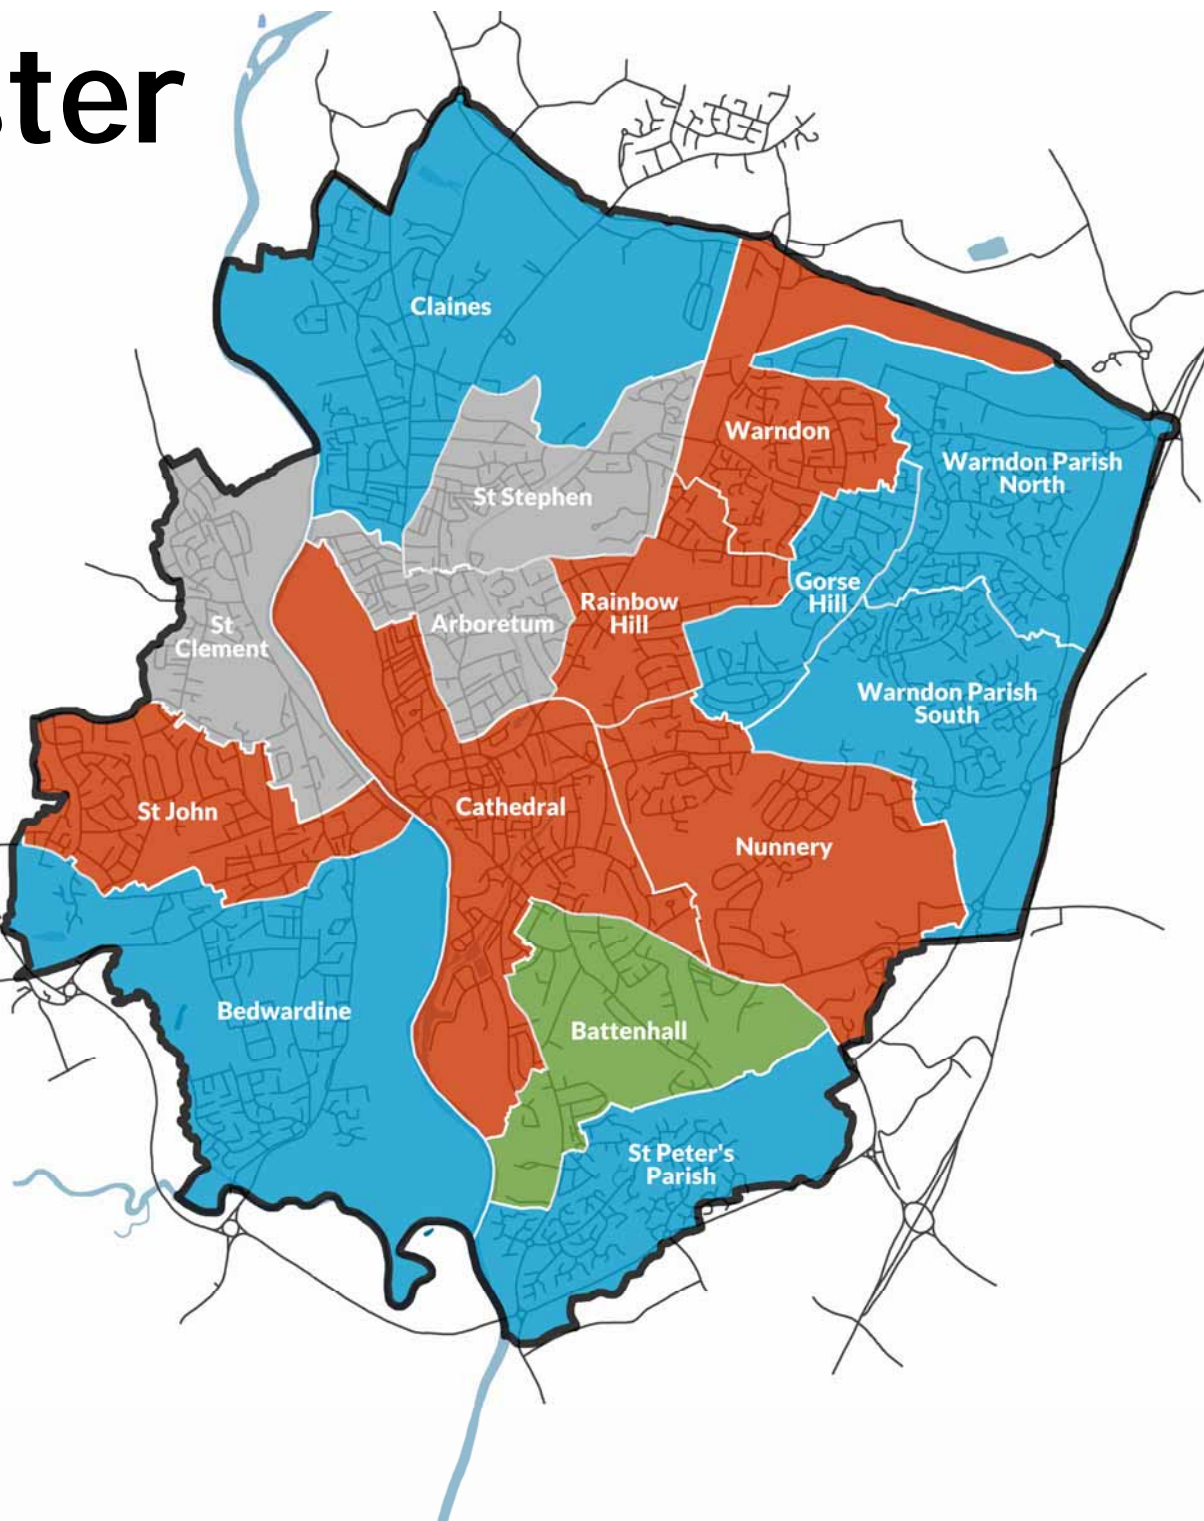 ster
Claines
Warndon
Warndon Parish
North
St Stephen
Gorse
Hill
Rainbow
Hill
St
Clement
Arboretum
Warndon Parish
South
St John
Cathedral
Nunnery
Bedwardine
Battenhall
St Peter's
Parish